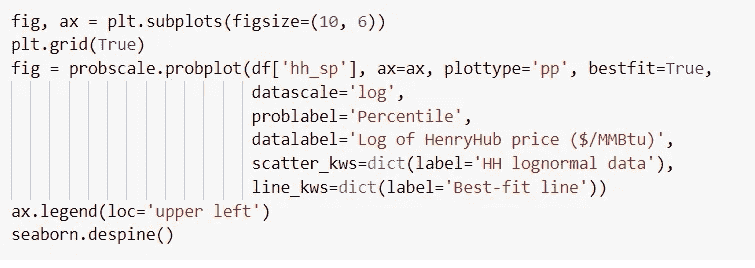 fig, ax = plt.subplots(figsize=(10, 6))
plt.grid(True)
fig = probscale.probplot(df['hh_sp'], ax=ax, plottype='pp', bestfit=True,
                         datascale='log',
                         problabel='Percentile',
                         datalabel='Log of HenryHub price ($/MMBtu)',
                         scatter_kws=dict(label='HH lognormal data'),
                         line_kws=dict(label='Best-fit line'))
ax.legend(loc='upper left')
seaborn.despine()